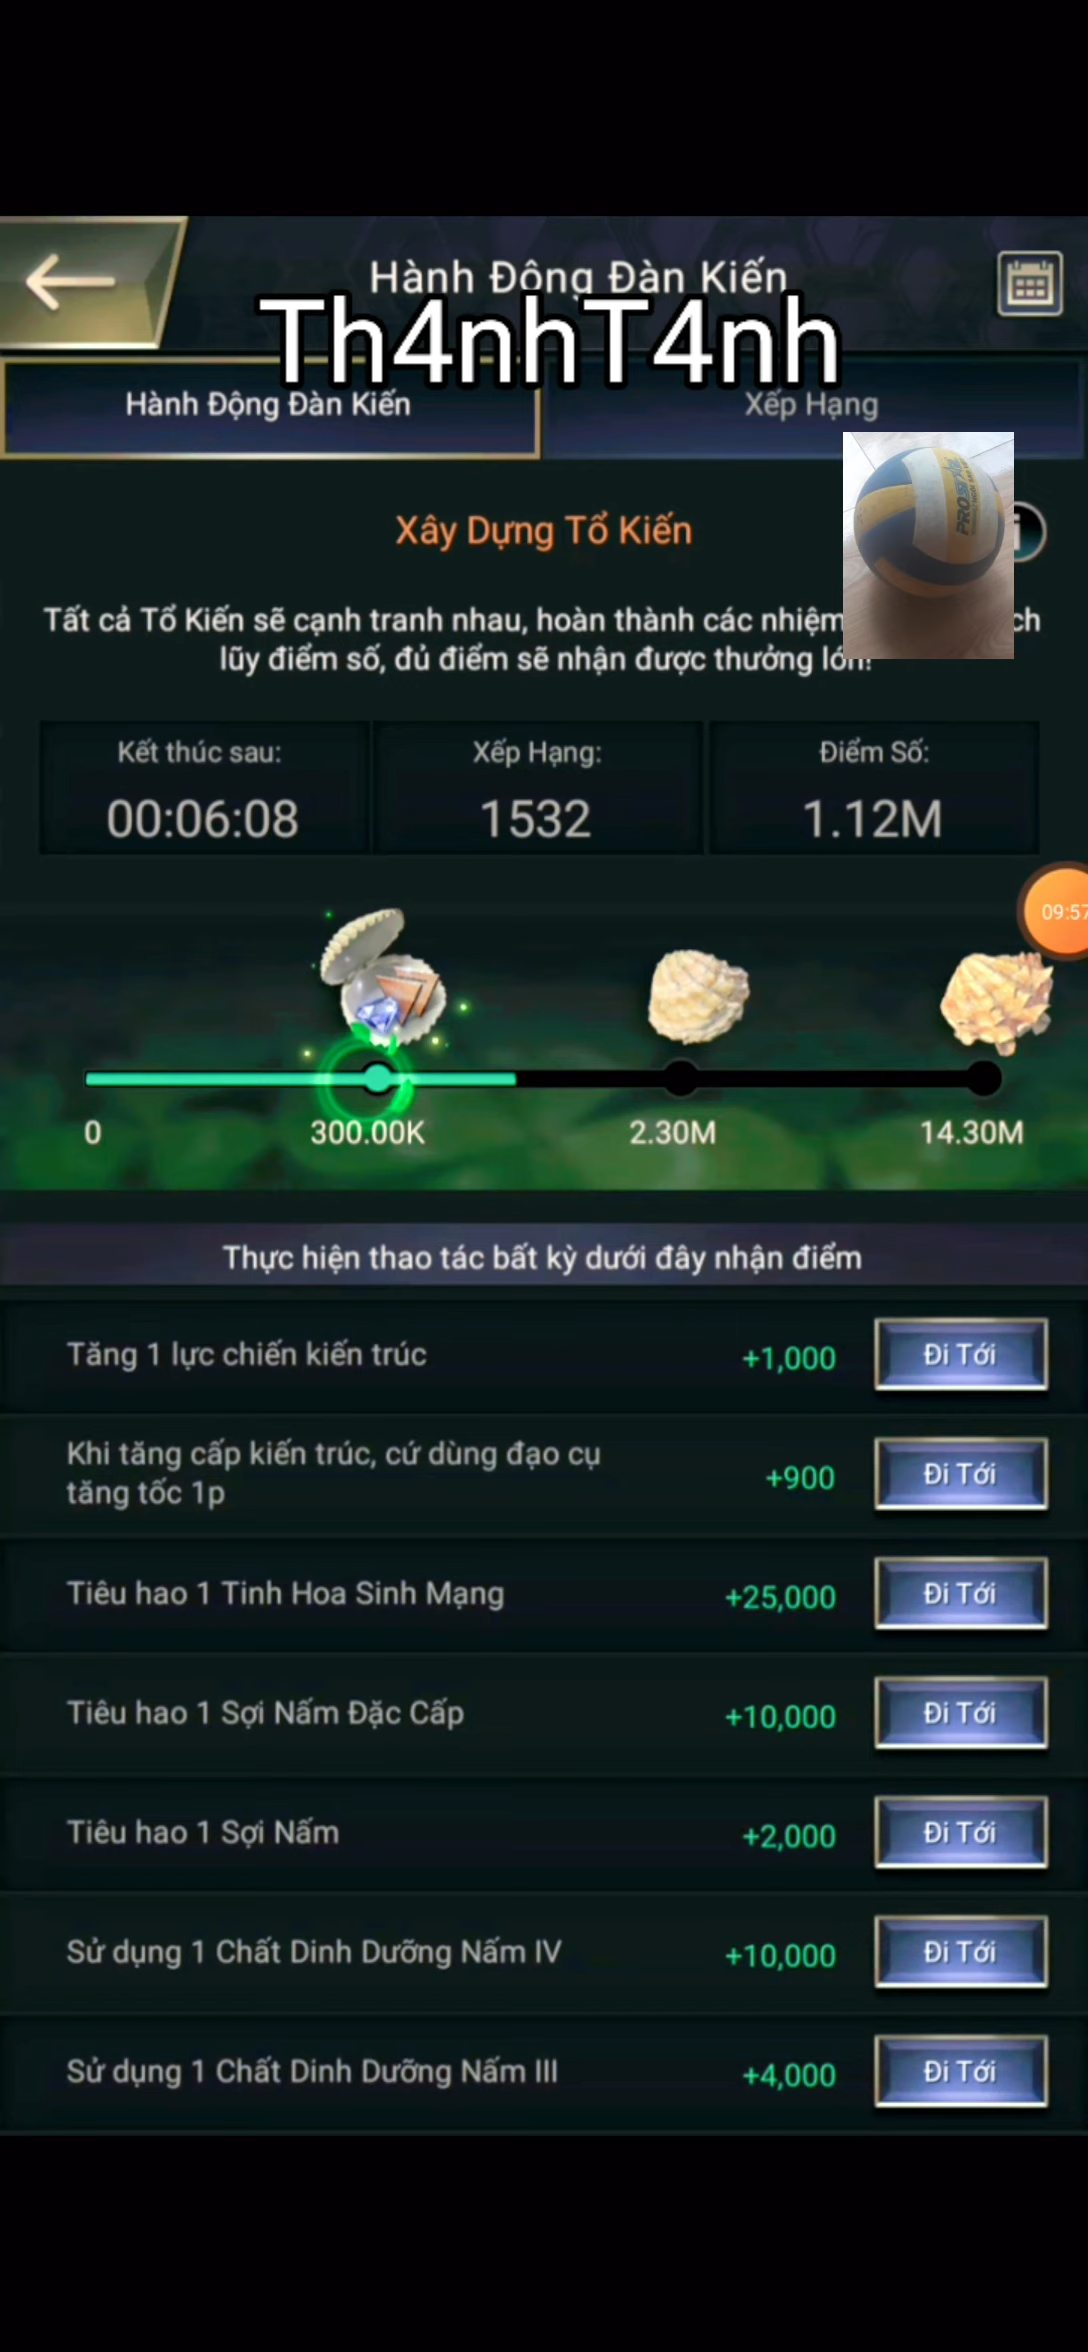 Hành Động Đàn Kiến
Th4nhT4nh
Hành Động Đàn Kiến
Xếp Hạng
PROSTAR
Xây Dựng Tổ Kiến
Tất cả Tổ Kiến sẽ cạnh tranh nhau, hoàn thành các nhiệm ch
lũy điểm số, đủ điểm sẽ nhận được thưởng lớn!
Kết thúc sau:
Xếp Hạng:
Điểm Số:
00:06:08
1532
1.12M
09:57
0
300.00K
2.30M
14.30M
Thực hiện thao tác bất kỳ dưới đây nhận điểm
Tăng 1 lực chiến kiến trúc
+1,000
Đi Tới
Khi tăng cấp kiến trúc, cứ dùng đạo cụ
tăng tốc 1p
+900
Đi Tới
Tiêu hao 1 Tinh Hoa Sinh Mạng
+25,000
Đi Tới
Tiêu hao 1 Sợi Nấm Đặc Cấp
+10,000
Đi Tới
Tiêu hao 1 Sợi Nấm
+2,000
Đi Tới
Sử dụng 1 Chất Dinh Dưỡng Nấm IV
+10,000
Đi Tới
Sử dụng 1 Chất Dinh Dưỡng Nấm III
+4,000
Đi Tới